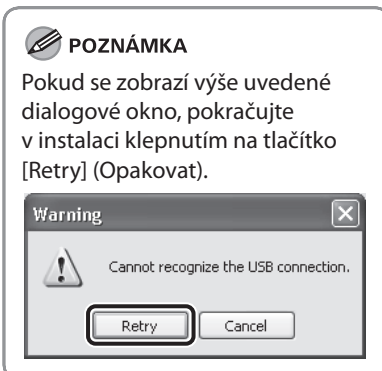 POZNÁMKA
Pokud se zobrazí výše uvedené
dialogové okno, pokračujte
v instalaci klepnutím na tlačítko
[Retry] (Opakovat).
Warning
Cannot recognize the USB connection.
Retry Cancel